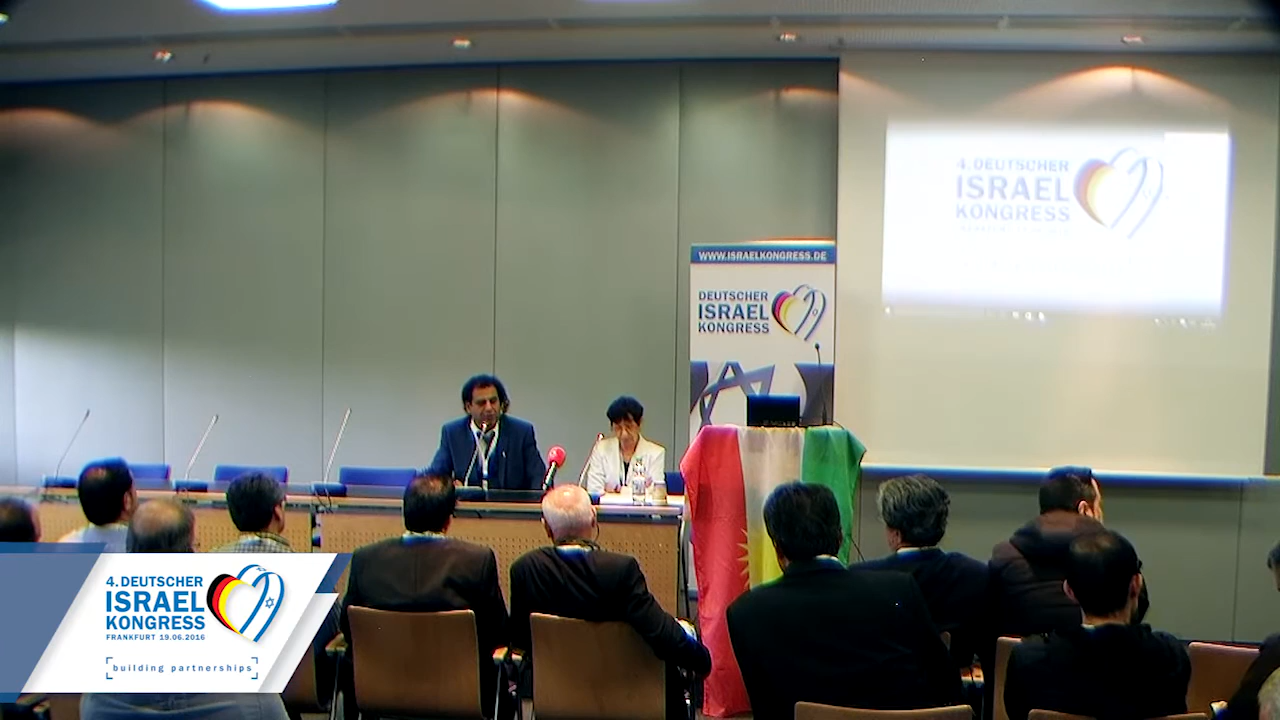 4. DEUTSCHER
ISRAEL
KONGRESS
WWW.ISRAELKONGRESS.DE
DEUTSCHER
ISRAEL
KONGRESS
4. DEUTSCHER
ISRAEL
KONGRESS
FRANKFURT 19.06.2016
building partnerships